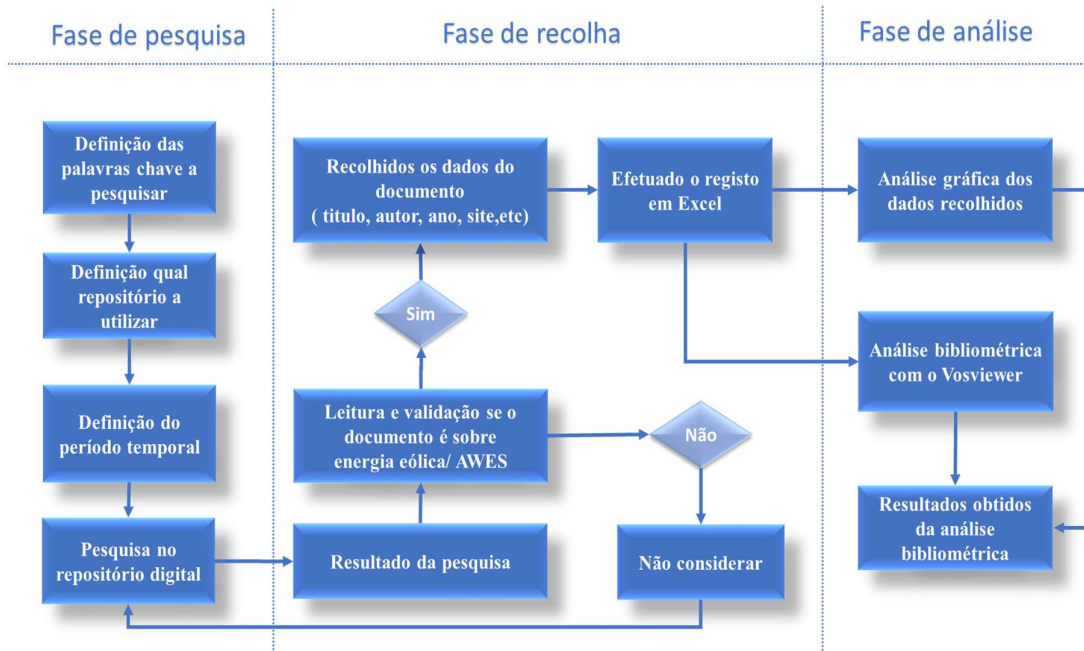 Fase de pesquisa
Fase de recolha
Fase de análise
Definição das
palavras chave a
pesquisar
Definição qual
repositório a
utilizar
Definição do
período temporal
Pesquisa no
repositório digital
Recolhidos os dados do
documento
( titulo, autor, ano, site,etc)
Sim
Leitura e validação se o
documento é sobre
energia eólica/ AWES
Resultado da pesquisa
Efetuado o registo
em Excel
Não
Não considerar
Análise gráfica dos
dados recolhidos
Análise bibliométrica
com o Vosviewer
Resultados obtidos
da análise
bibliométrica